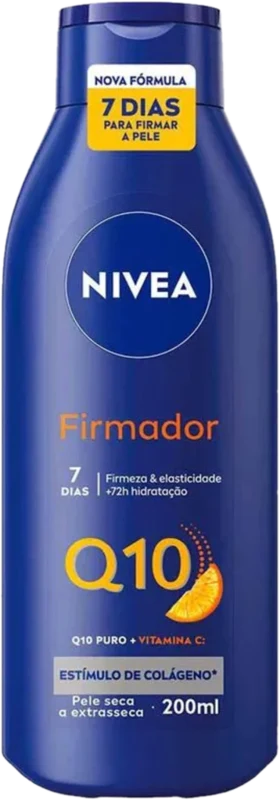 NOVA FÓRMULA
7 DIAS
PARA FIRMAR
A PELE
NIVEA
Firmador
7 DIAS | Firmeza & elasticidade
+72h hidratação
Q10
Q10 PURO + VITAMINA C:
ESTÍMULO DE COLÁGENO*
Pele seca
a extrasseca · 200ml